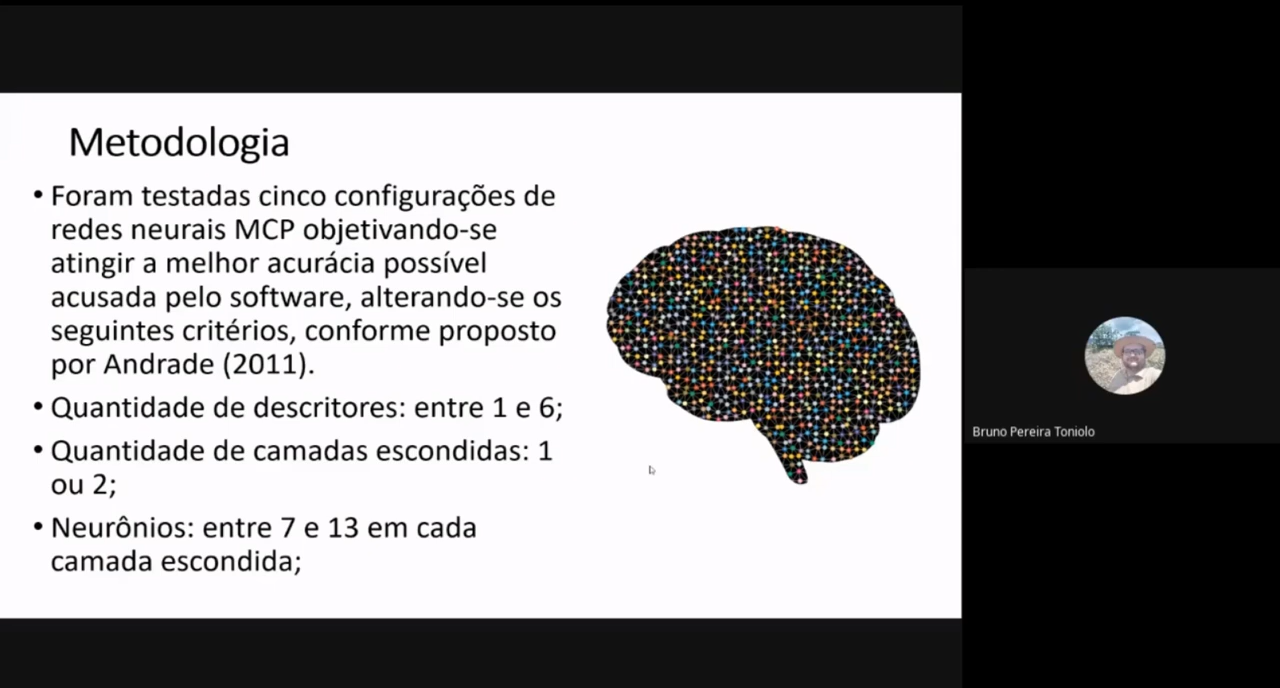 Metodologia
• Foram testadas cinco configurações de
redes neurais MCP objetivando-se
atingir a melhor acurácia possível
acusada pelo software, alterando-se os
seguintes critérios, conforme proposto
por Andrade (2011).
• Quantidade de descritores: entre 1 e 6;
• Quantidade de camadas escondidas: 1
ou 2;
• Neurônios: entre 7 e 13 em cada
camada escondida;
Bruno Pereira Toniolo